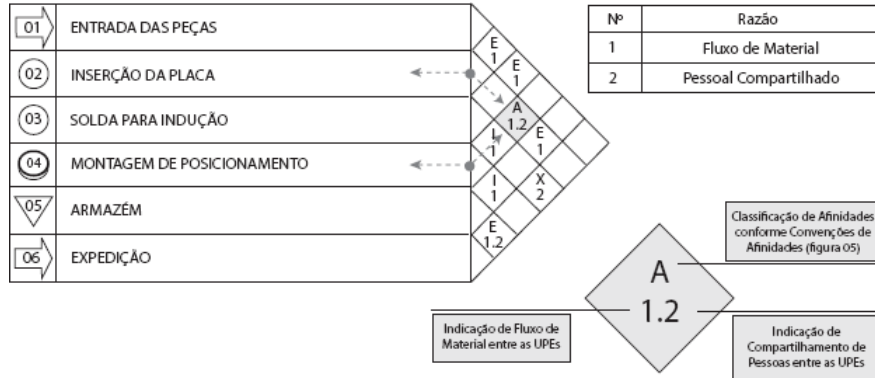 01 ENTRADA DAS PEÇAS
02 INSERÇÃO DA PLACA
03 SOLDA PARA INDUÇÃO
04 MONTAGEM DE POSICIONAMENTO
05 ARMAZÉM
06 EXPEDIÇÃO
E
1
E
1
A
1.2
I
1
E
1
I
1
X
2
E
1.2
Nº Razão
1 Fluxo de Material
2 Pessoal Compartilhado
Classificação de Afinidades
conforme Convenções de
Afinidades (figura 05)
A
1.2
Indicação de Fluxo de
Material entre as UPEs
Indicação de
Compartilhamento de
Pessoas entre as UPEs